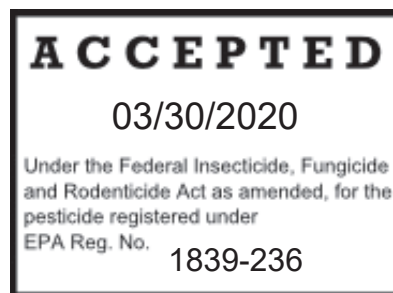 ACCEPTED
03/30/2020
Under the Federal Insecticide, Fungicide
and Rodenticide Act as amended, for the
pesticide registered under
EPA Reg. No. 1839-236